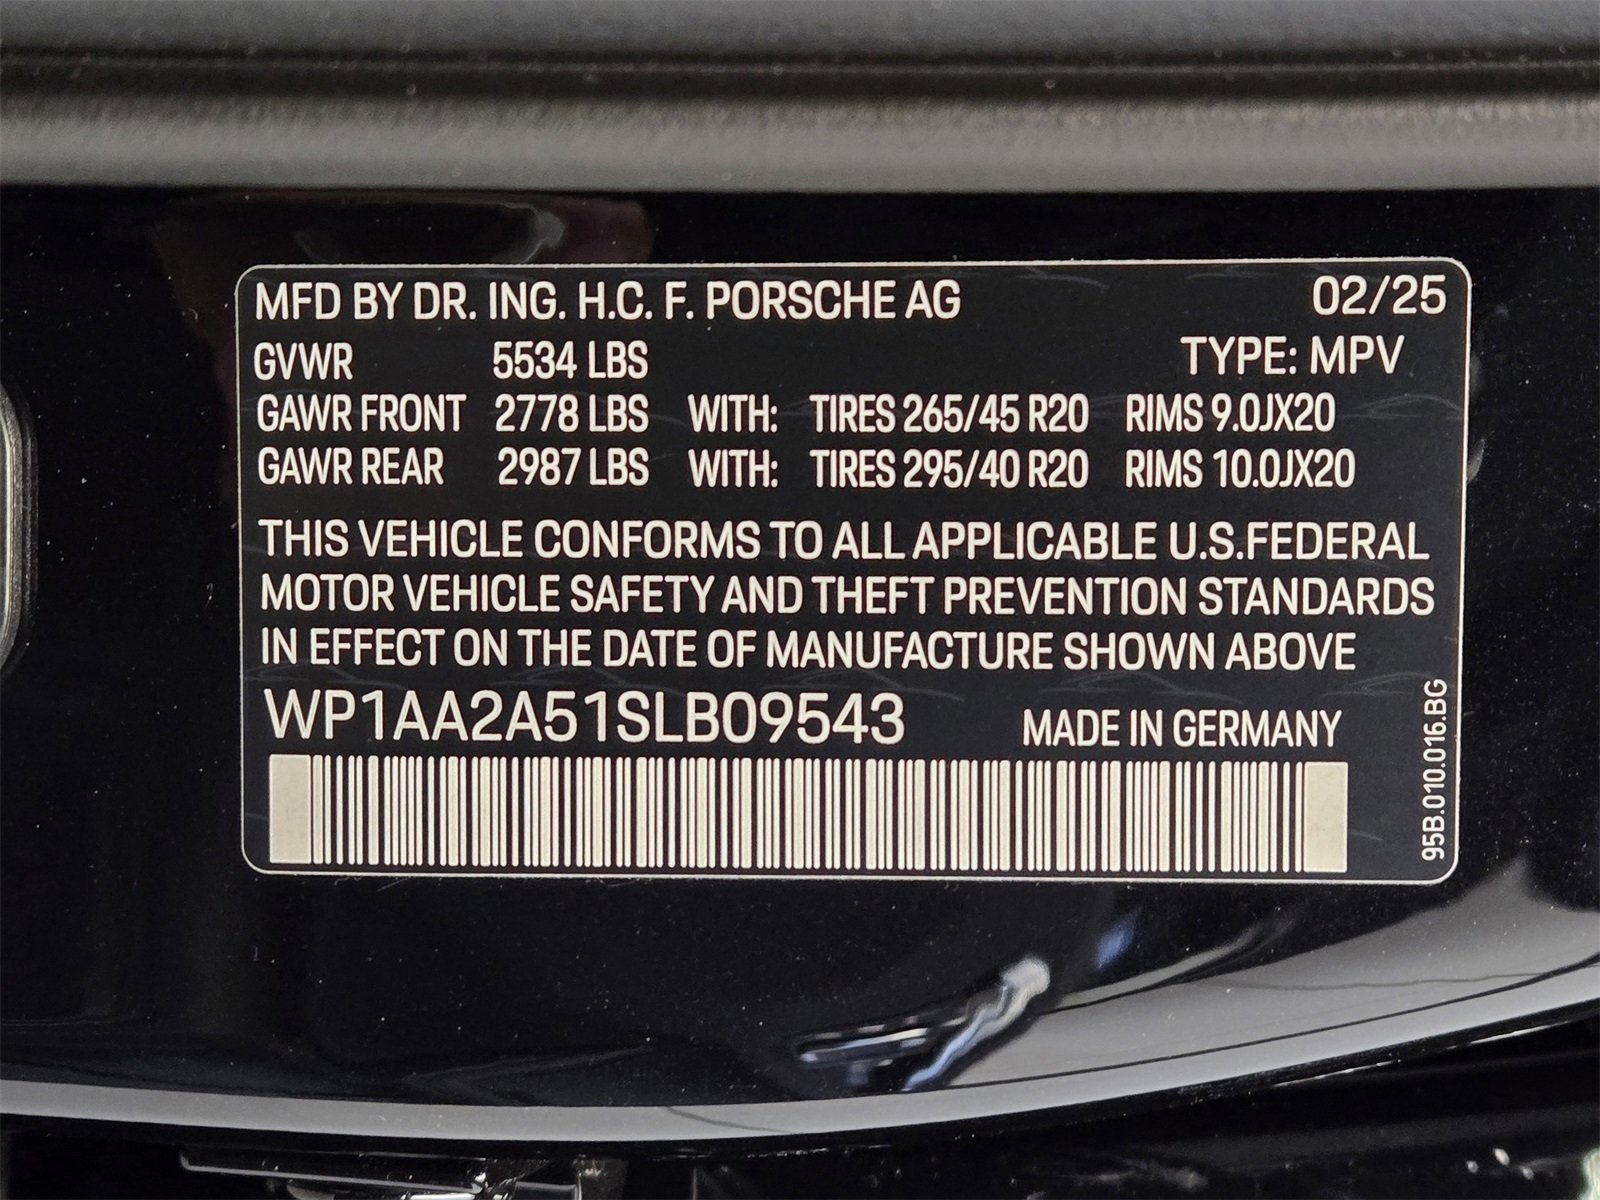 MFD BY DR. ING. H.C. F. PORSCHE AG 02/25
GVWR 5534 LBS TYPE: MPV
GAWR FRONT 2778 LBS WITH: TIRES 265/45 R20 RIMS 9.0JX20
GAWR REAR 2987 LBS WITH: TIRES 295/40 R20 RIMS 10.0JX20
THIS VEHICLE CONFORMS TO ALL APPLICABLE U.S.FEDERAL
MOTOR VEHICLE SAFETY AND THEFT PREVENTION STANDARDS
IN EFFECT ON THE DATE OF MANUFACTURE SHOWN ABOVE
WP1AA2A51SLB09543 MADE IN GERMANY
95B.010.016.BG